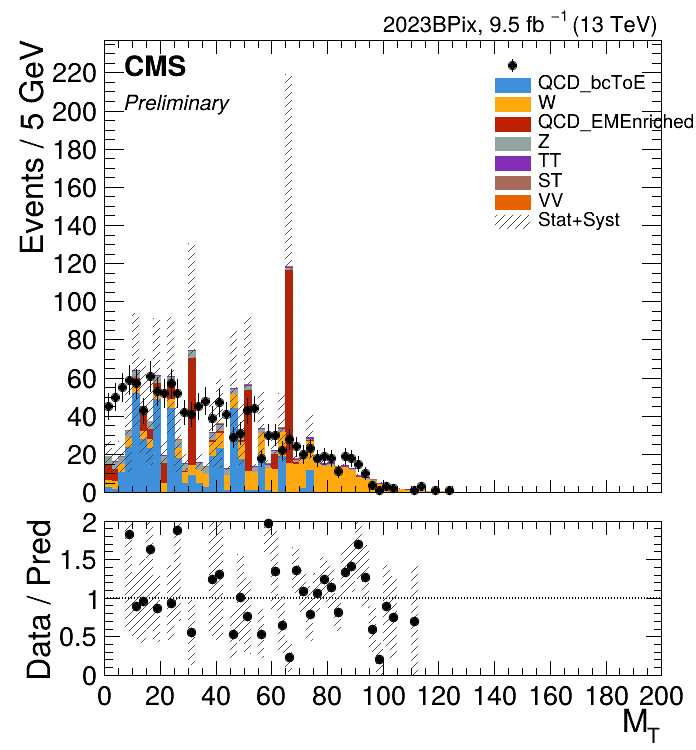 2023BPix, 9.5 fb⁻¹ (13 TeV)
CMS
Preliminary
QCD_bcToE
W
QCD_EMEnriched
Z
TT
ST
VV
Stat+Syst
Events / 5 GeV
220
200
180
160
140
120
100
80
60
40
20
0
Data / Pred
2
1.5
1
0.5
0
0 20 40 60 80 100 120 140 160 180 200
M_T